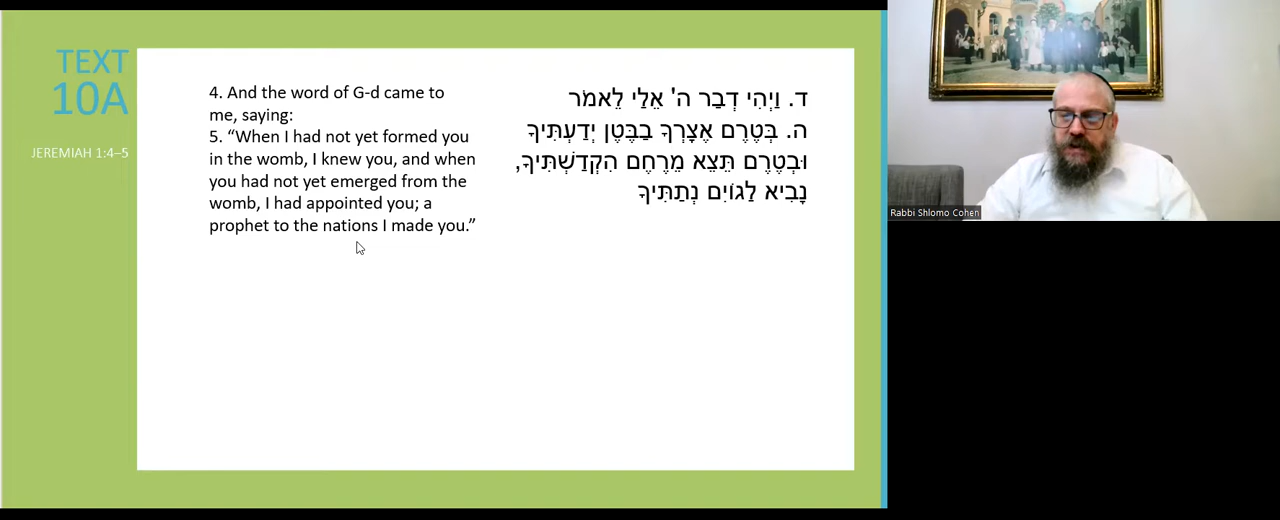 TEXT
10A
JEREMIAH 1:4–5
4. And the word of G-d came to
me, saying:
5. “When I had not yet formed you
in the womb, I knew you, and when
you had not yet emerged from the
womb, I had appointed you; a
prophet to the nations I made you.”
ד. וַיְהִי דְבַר ה' אֵלַי לֵאמֹר
ה. בְּטֶרֶם אֶצָּרְךָ בַבֶּטֶן יְדַעְתִּיךָ
וּבְטֶרֶם תֵּצֵא מֵרֶחֶם הִקְדַּשְׁתִּיךָ,
נָבִיא לַגּוֹיִם נְתַתִּיךָ
Rabbi Shlomo Cohen